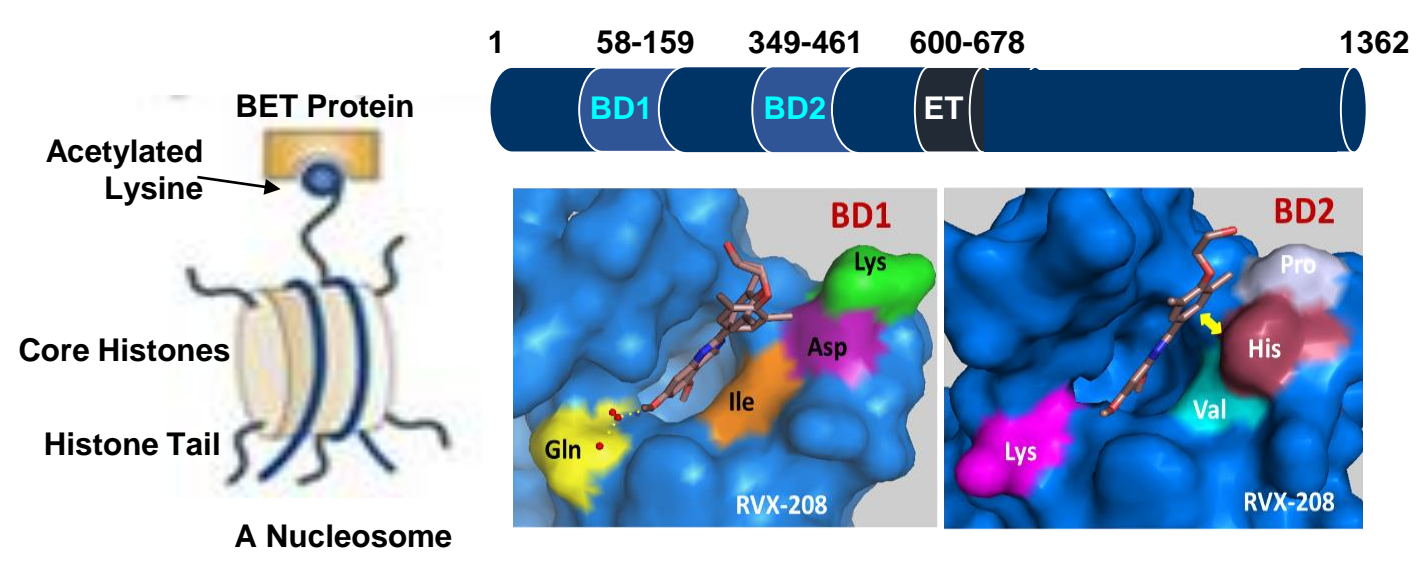 BET Protein
Acetylated
Lysine
Core Histones
Histone Tail
A Nucleosome
1 58-159 349-461 600-678 1362
BD1 BD2 ET
BD1
Lys
Asp
Ile
Gln
RVX-208
BD2
Pro
His
Val
Lys
RVX-208